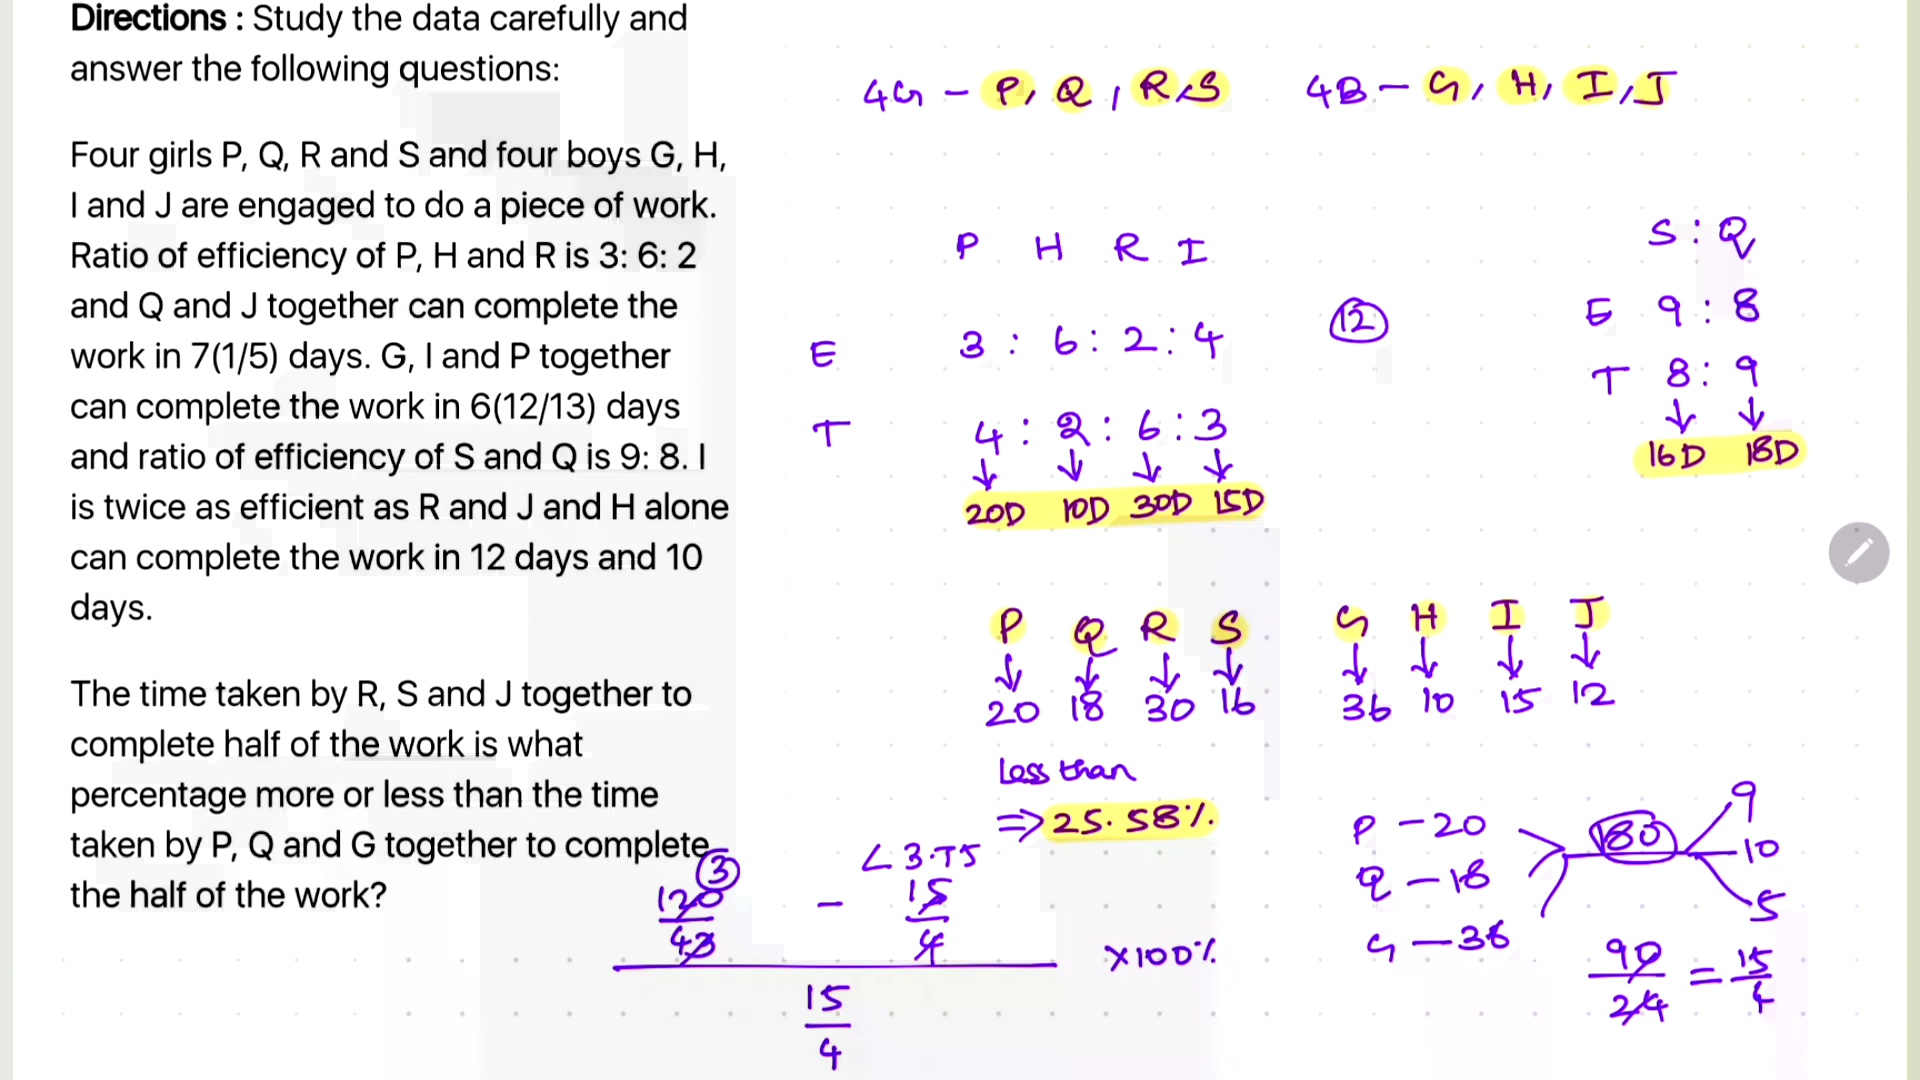 Directions : Study the data carefully and
answer the following questions:
Four girls P, Q, R and S and four boys G, H,
I and J are engaged to do a piece of work.
Ratio of efficiency of P, H and R is 3: 6: 2
and Q and J together can complete the
work in 7(1/5) days. G, I and P together
can complete the work in 6(12/13) days
and ratio of efficiency of S and Q is 9: 8. I
is twice as efficient as R and J and H alone
can complete the work in 12 days and 10
days.
The time taken by R, S and J together to
complete half of the work is what
percentage more or less than the time
taken by P, Q and G together to complete
the half of the work?
4G - P, Q, R, S 4B - G, H, I, J
P H R I
E 3 : 6 : 2 : 4
T 4 : 2 : 6 : 3
20D 10D 30D 15D
12
S : Q
E 9 : 8
T 8 : 9
16D 18D
P Q R S G H I J
20 18 30 16 36 10 15 12
Less than
⇒ 25.58%
P - 20
Q - 18
G - 36
180
9
10
5
90/24 = 15/4
3
∠3.75
120/43 - 15/4
15/4
×100%